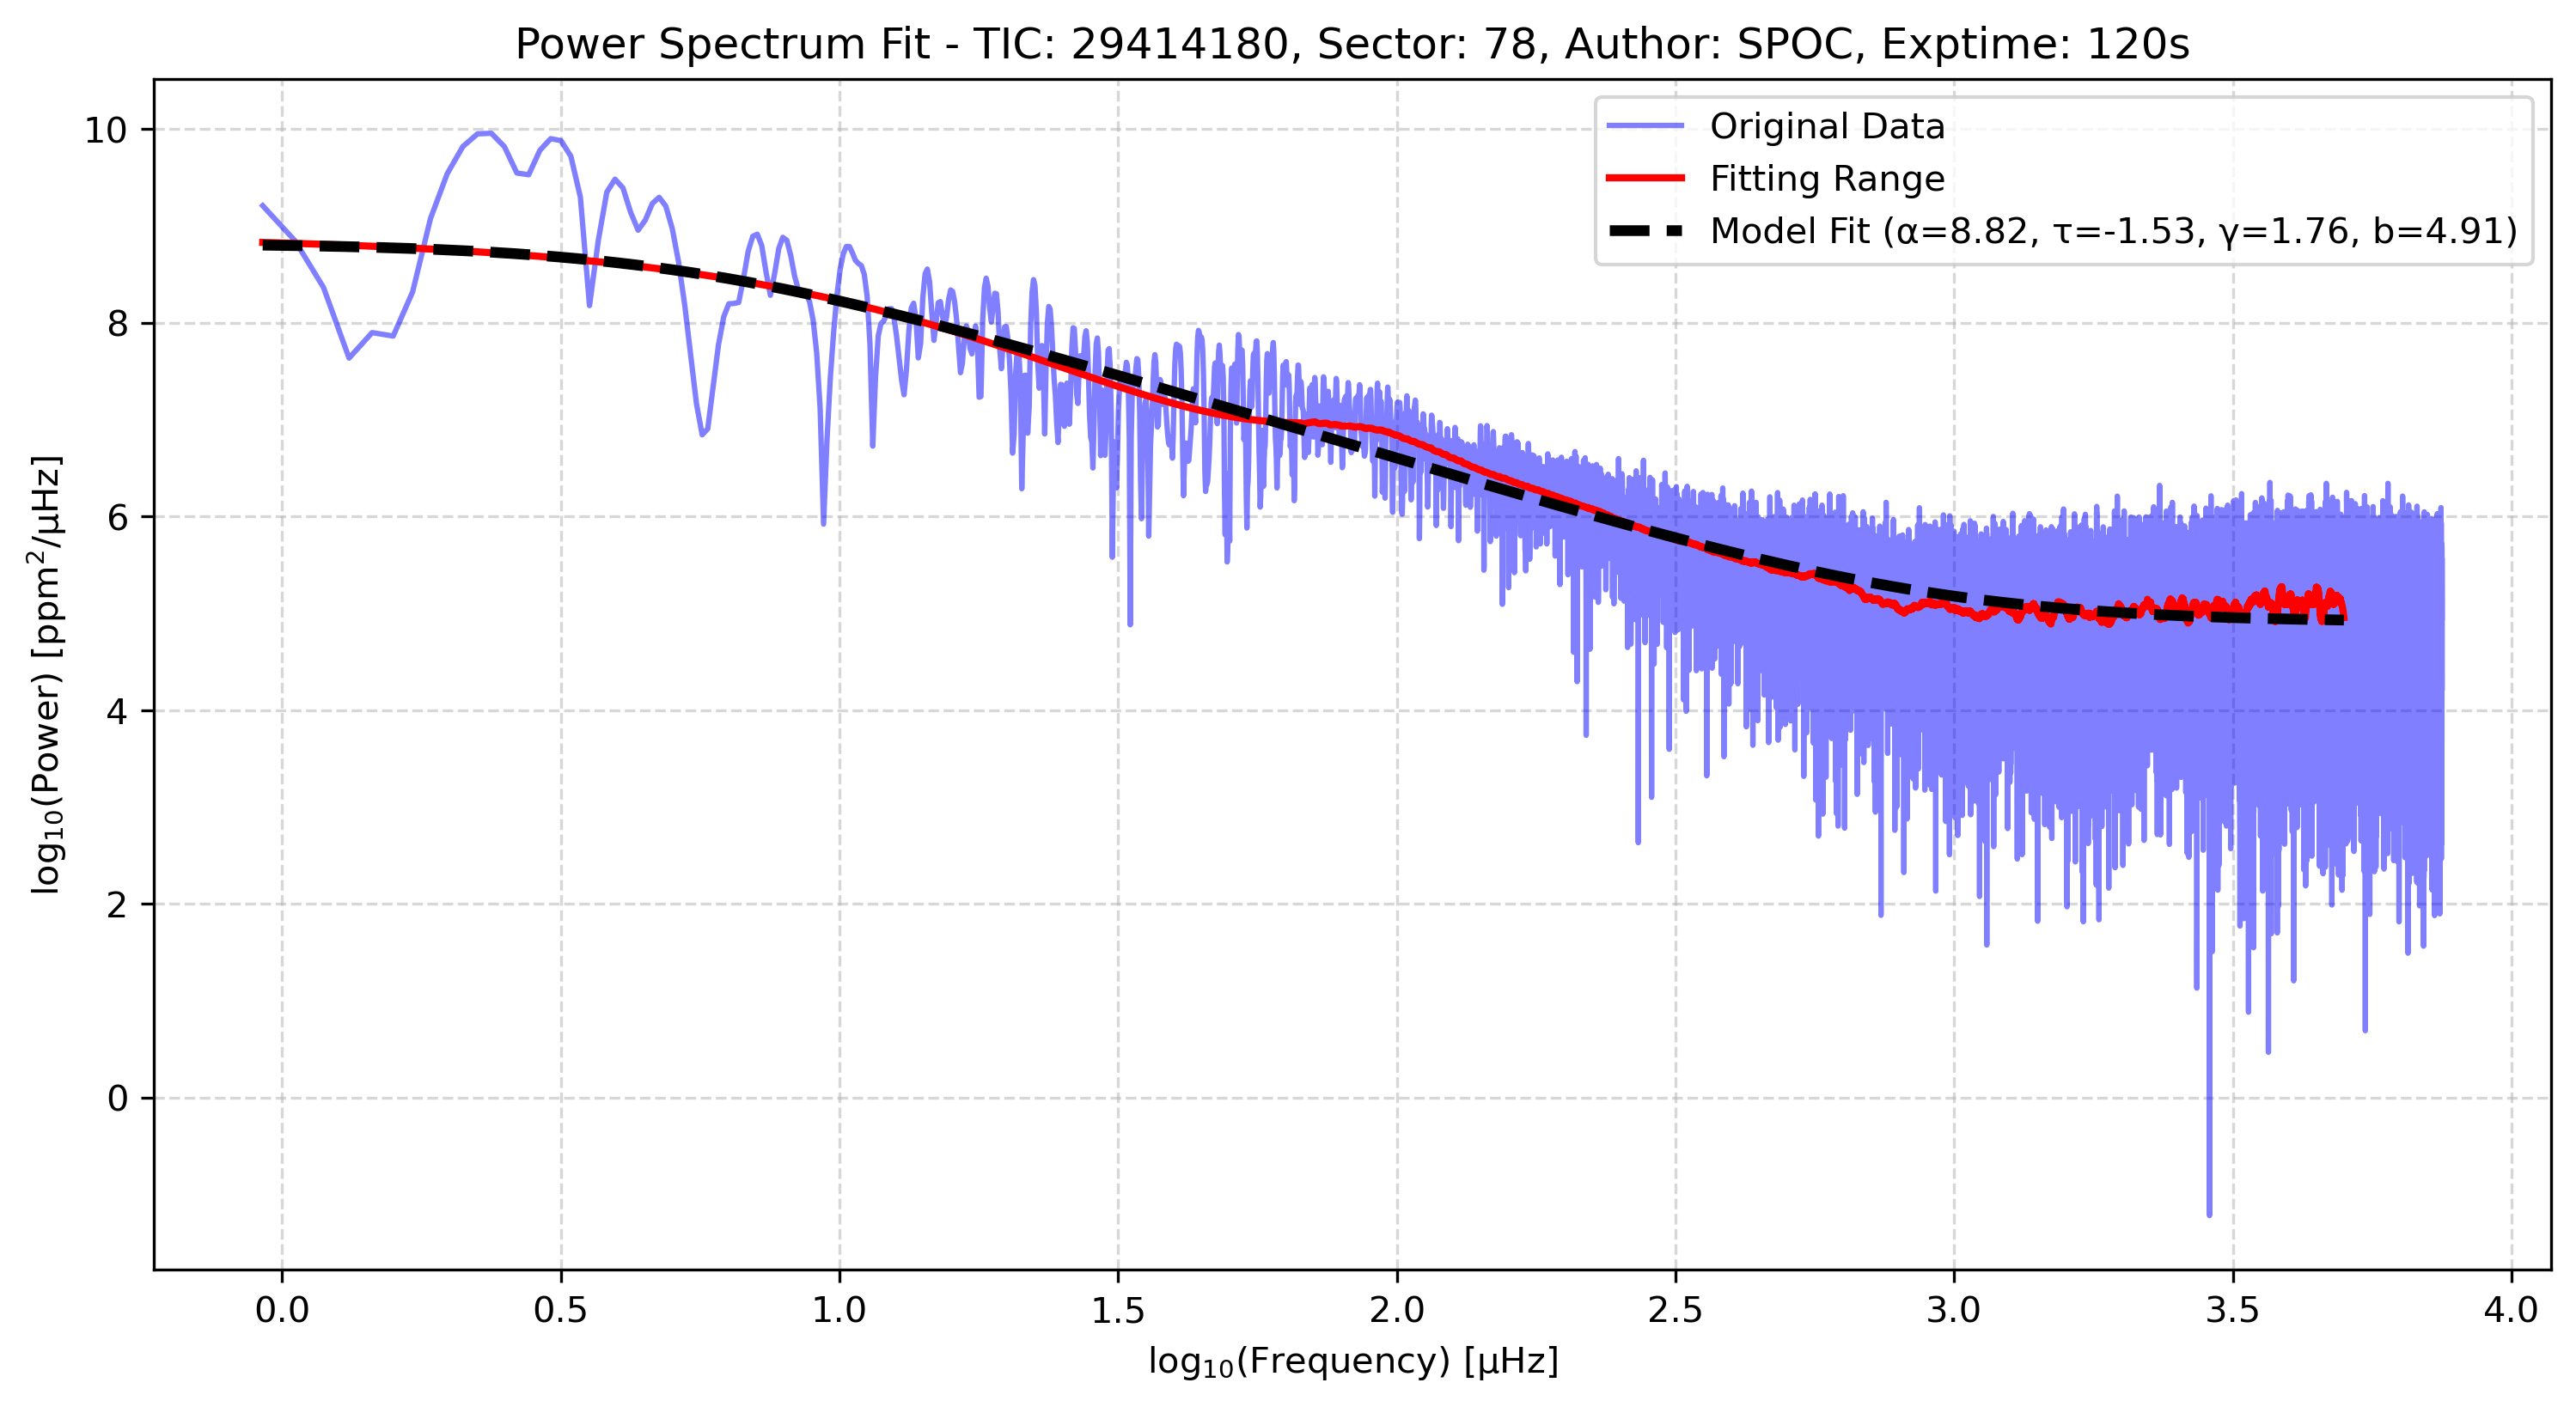 Power Spectrum Fit - TIC: 29414180, Sector: 78, Author: SPOC, Exptime: 120s
Original Data
Fitting Range
Model Fit (α=8.82, τ=-1.53, γ=1.76, b=4.91)
log₁₀(Power) [ppm²/μHz]
10
8
6
4
2
0
0.0 0.5 1.0 1.5 2.0 2.5 3.0 3.5 4.0
log₁₀(Frequency) [μHz]